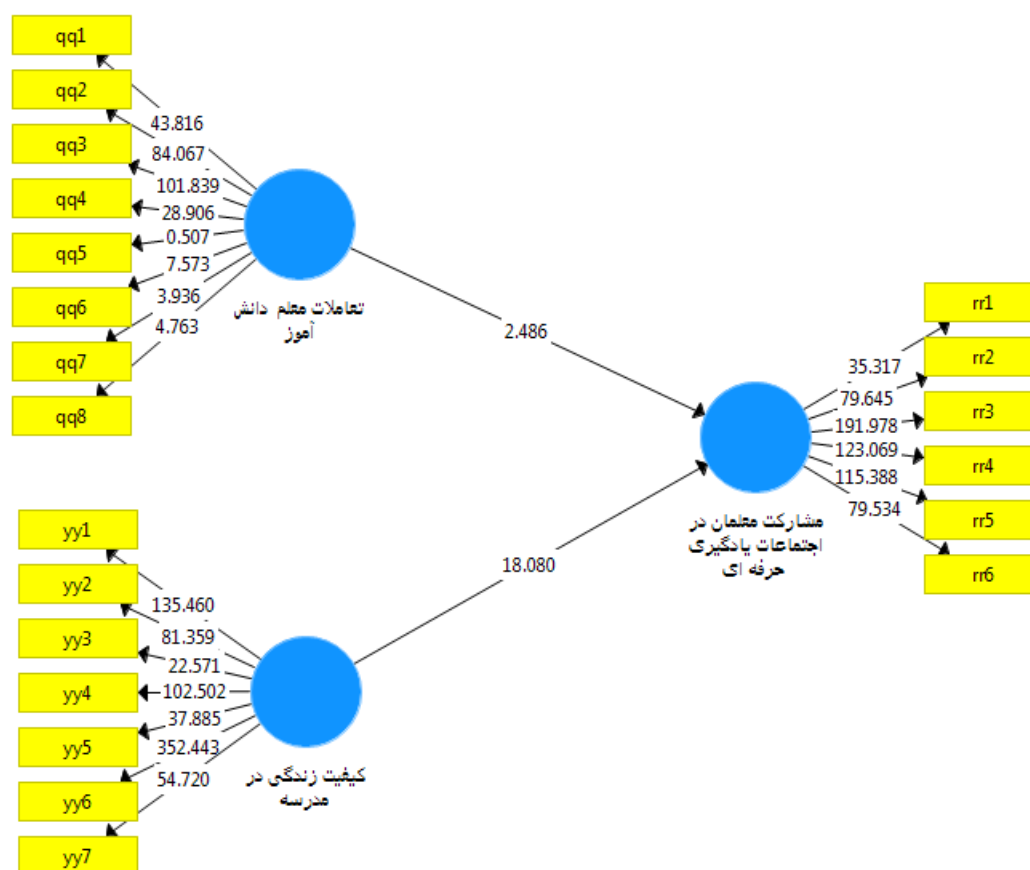 qq1
qq2
qq3
qq4
qq5
qq6
qq7
qq8
43.816
84.067
101.839
28.906
0.507
7.573
3.936
4.763
تعاملات معلم دانش
آموز
2.486
rr1
rr2
rr3
rr4
rr5
rr6
35.317
79.645
191.978
123.069
115.388
79.534
مشارکت معلمان در
اجتماعات یادگیری
حرفه ای
18.080
yy1
yy2
yy3
yy4
yy5
yy6
yy7
135.460
81.359
22.571
102.502
37.885
352.443
54.720
کیفیت زندگی در
مدرسه